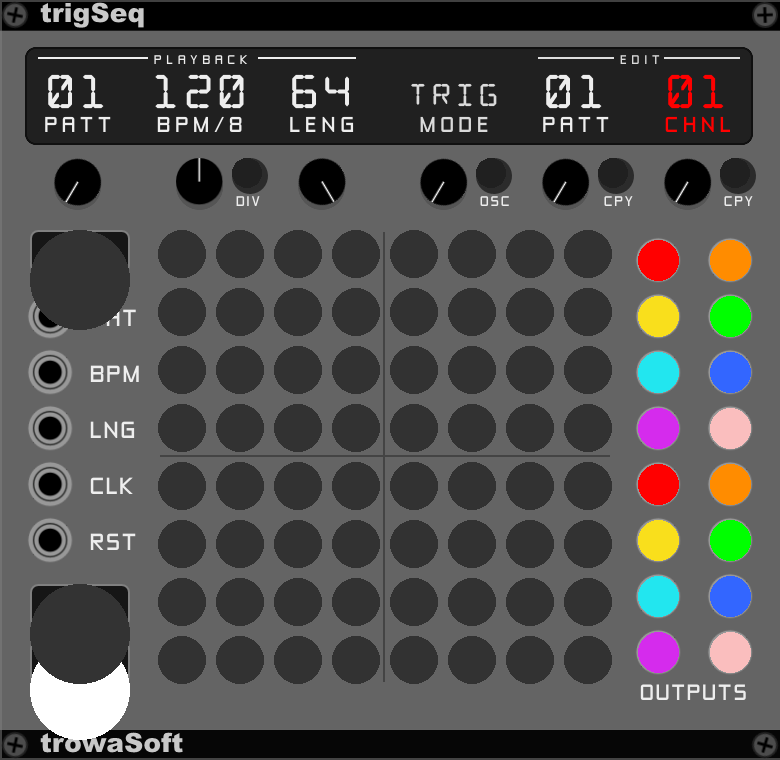 trigSeq
PLAYBACK EDIT
01 120 64 TRIG 01 01
PATT BPM/8 LENG MODE PATT CHNL
DIV OSC CPY CPY
BPM
LNG
CLK
RST
OUTPUTS
trowaSoft